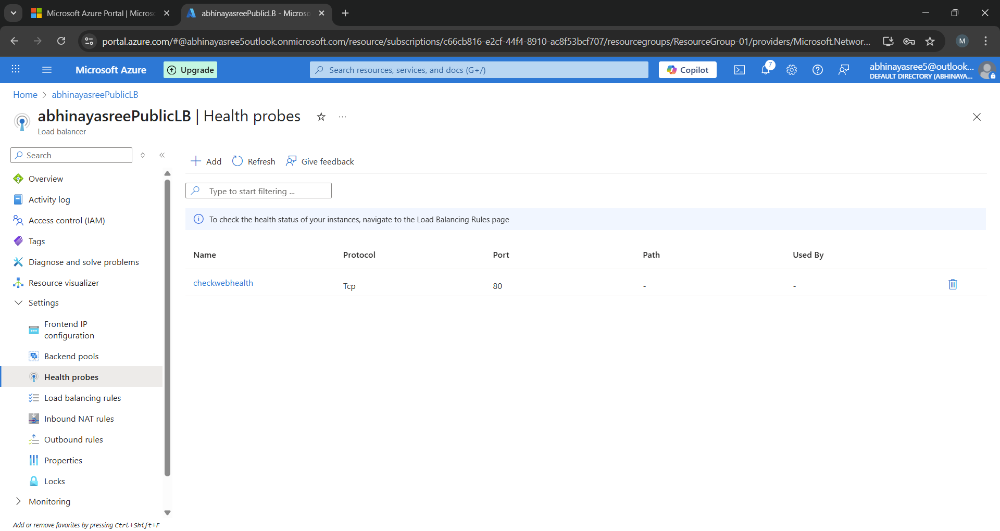 Microsoft Azure Portal | Micros
abhinayasreePublicLB - Microso
portal.azure.com/#@abhinayasree5outlook.onmicrosoft.com/resource/subscriptions/c66cb816-e2cf-44f4-8910-ac8f53bcf707/resourcegroups/ResourceGroup-01/providers/Microsoft.Networ...
M
Microsoft Azure
Upgrade
Search resources, services, and docs (G+/)
Copilot
7
abhinayasree5@outlook...
DEFAULT DIRECTORY (ABHINAYA...
Home > abhinayasreePublicLB
abhinayasreePublicLB | Health probes
Load balancer
Search
Overview
Activity log
Access control (IAM)
Tags
Diagnose and solve problems
Resource visualizer
Settings
Frontend IP
configuration
Backend pools
Health probes
Load balancing rules
Inbound NAT rules
Outbound rules
Properties
Locks
Monitoring
Add or remove favorites by pressing Ctrl+Shift+F
Add Refresh Give feedback
Type to start filtering ...
To check the health status of your instances, navigate to the Load Balancing Rules page
Name Protocol Port Path Used By
checkwebhealth Tcp 80 - -